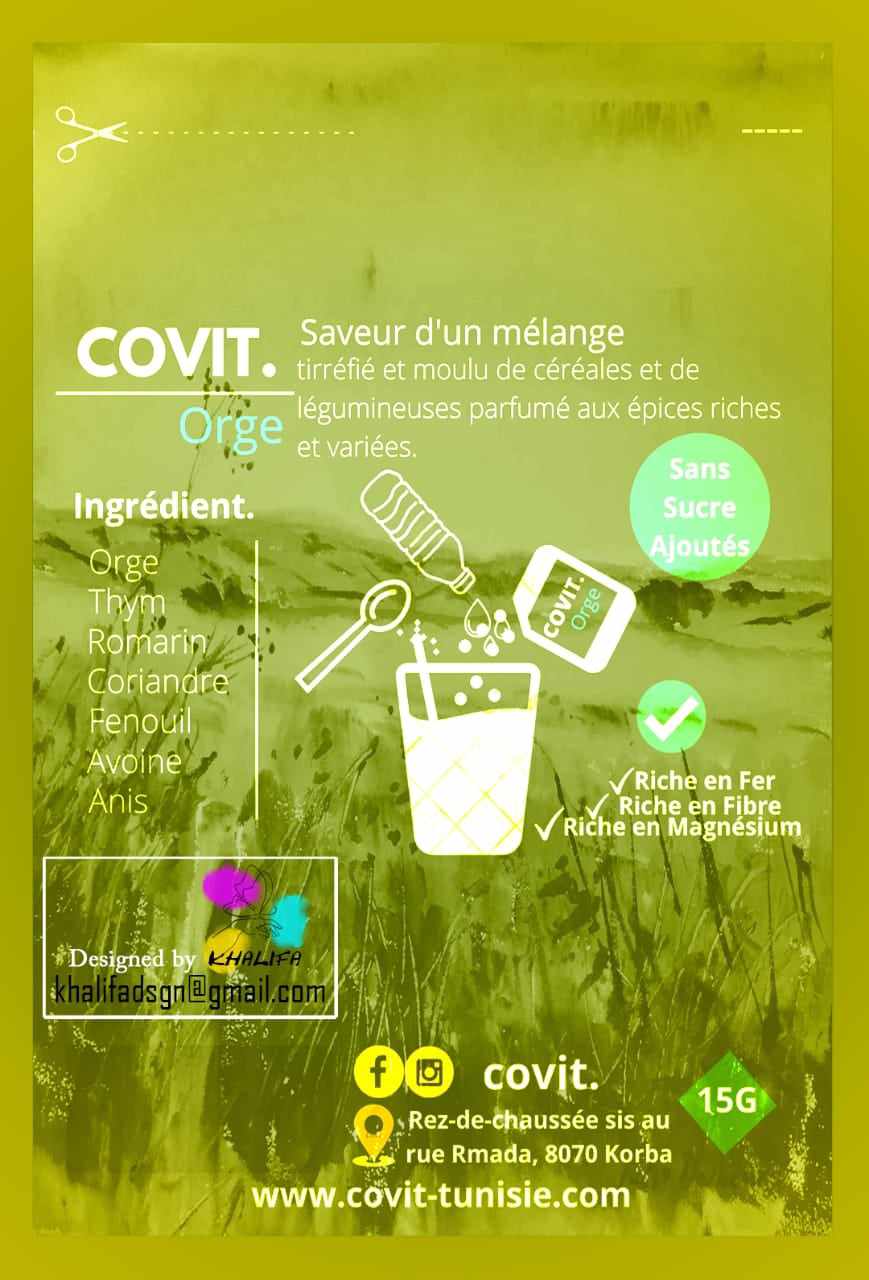 COVIT.
Orge
Saveur d'un mélange
tirréfié et moulu de céréales et de
légumineuses parfumé aux épices riches
et variées.
Sans
Sucre
Ajoutés
Ingrédient.
Orge
Thym
Romarin
Coriandre
Fenouil
Avoine
Anis
COVIT.
Orge
Riche en Fer
Riche en Fibre
Riche en Magnésium
Designed by KHALIFA
khalifadsgn@gmail.com
covit.
15G
Rez-de-chaussée sis au
rue Rmada, 8070 Korba
www.covit-tunisie.com